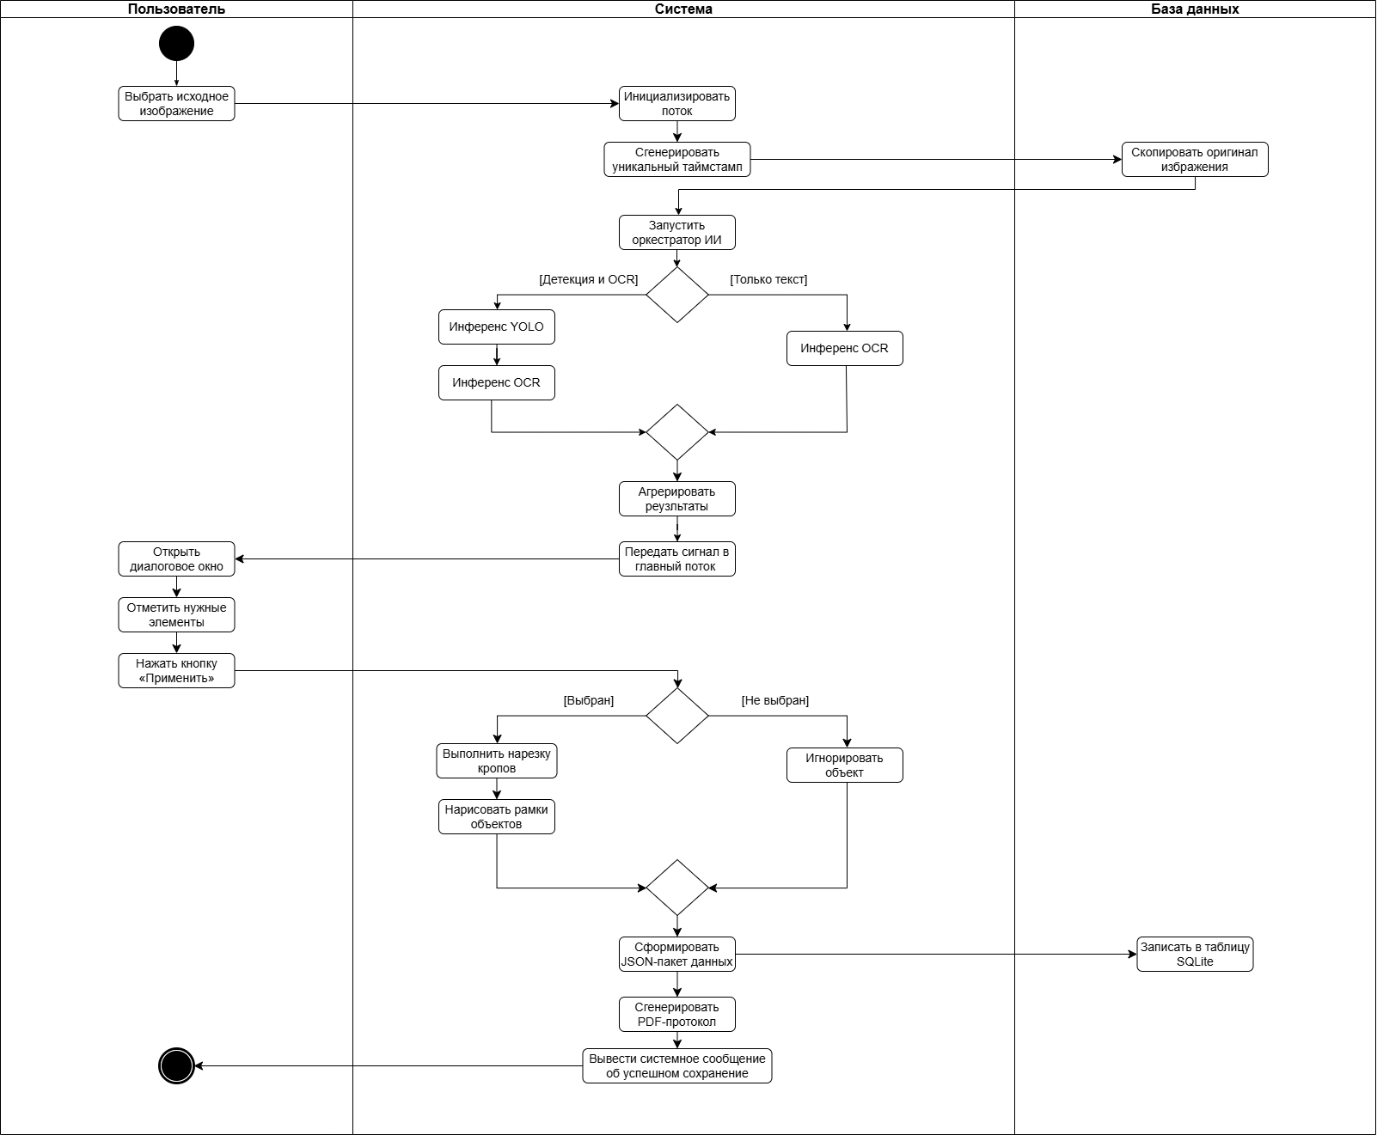 Пользователь
Система
База данных
Выбрать исходное
изображение
Инициализировать
поток
Сгенерировать
уникальный таймстамп
Скопировать оригинал
избражения
Запустить
оркестратор ИИ
[Детекция и OCR]
[Только текст]
Инференс YOLO
Инференс OCR
Инференс OCR
Агрерировать
реузльтаты
Передать сигнал в
главный поток
Открыть
диалоговое окно
Отметить нужные
элементы
Нажать кнопку
«Применить»
[Выбран]
[Не выбран]
Выполнить нарезку
кропов
Игнорировать
объект
Нарисовать рамки
объектов
Сформировать
JSON-пакет данных
Записать в таблицу
SQLite
Сгенерировать
PDF-протокол
Вывести системное сообщение
об успешном сохранение